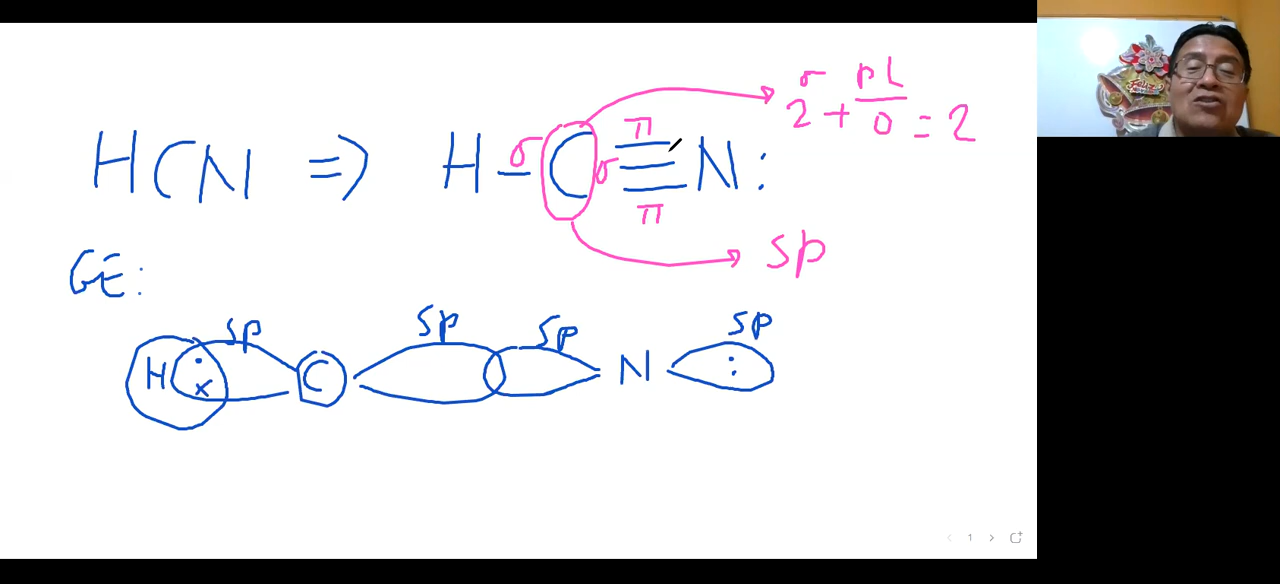 σ pL
2 + 0 = 2
HCN => H - C ≡ N:
σ σ π π
sp
GE:
sp sp sp sp
H C N :
1